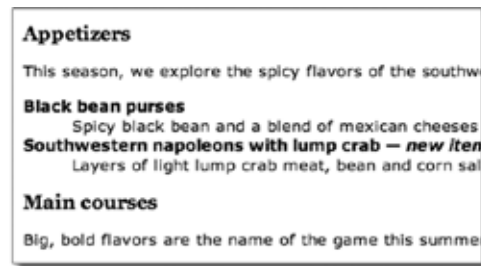 Appetizers
This season, we explore the spicy flavors of the southw
Black bean purses
Spicy black bean and a blend of mexican cheeses
Southwestern napoleons with lump crab — new iten
Layers of light lump crab meat, bean and corn sal
Main courses
Big, bold flavors are the name of the game this summe